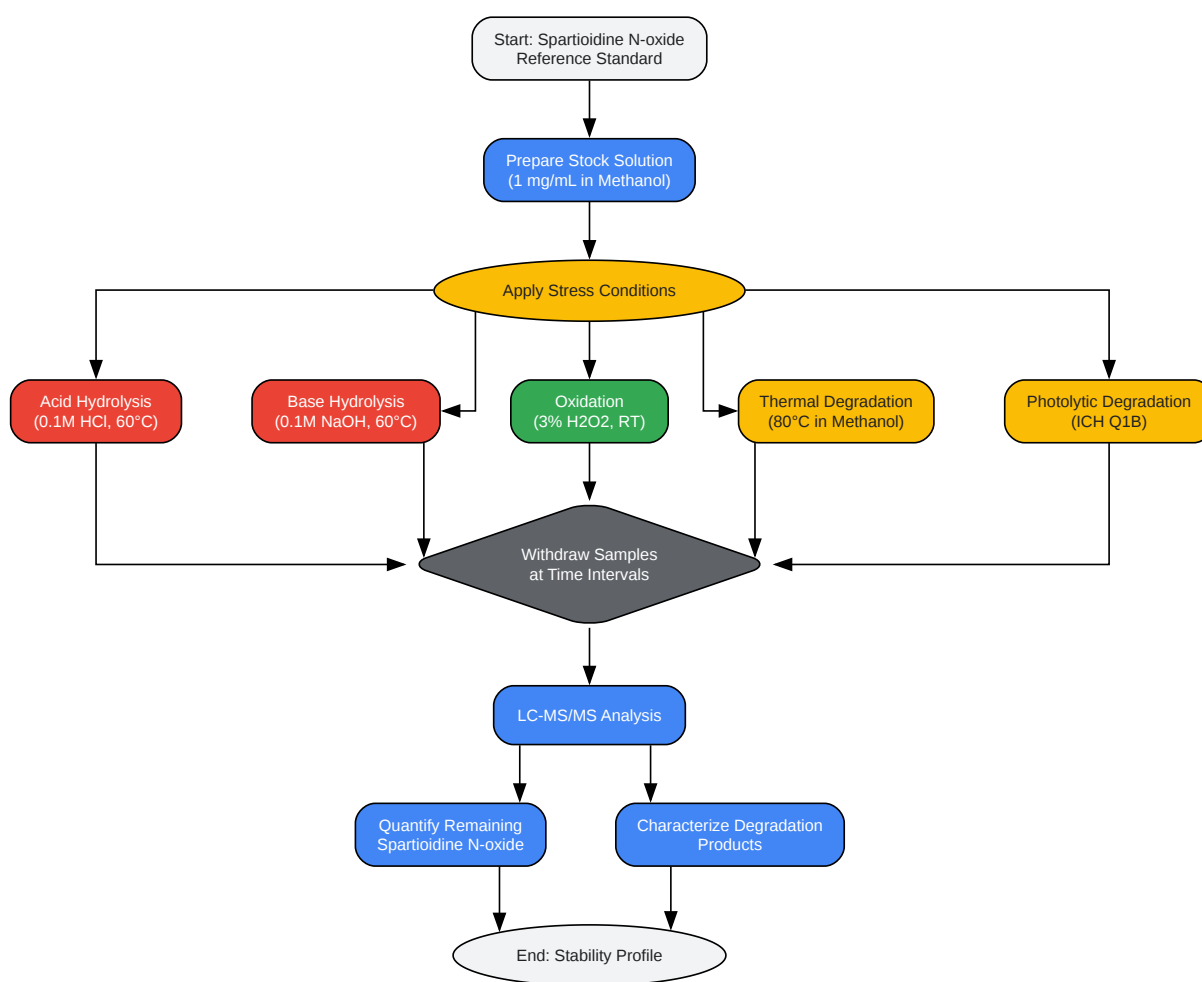 Start: Spartioidine N-oxide
Reference Standard
Prepare Stock Solution
(1 mg/mL in Methanol)
Apply Stress Conditions
Acid Hydrolysis
(0.1M HCl, 60°C)
Base Hydrolysis
(0.1M NaOH, 60°C)
Oxidation
(3% H2O2, RT)
Thermal Degradation
(80°C in Methanol)
Photolytic Degradation
(ICH Q1B)
Withdraw Samples
at Time Intervals
LC-MS/MS Analysis
Quantify Remaining
Spartioidine N-oxide
Characterize Degradation
Products
End: Stability Profile